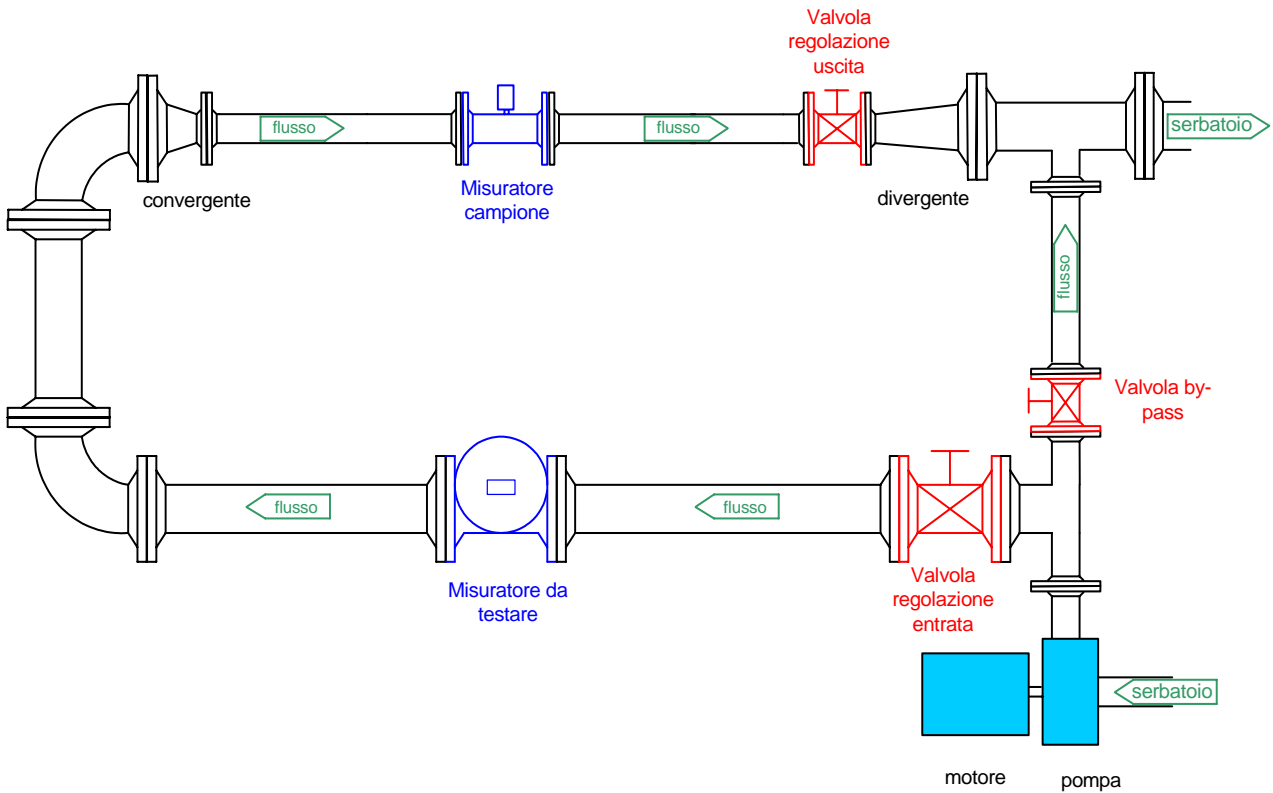 Valvola
regolazione
uscita
flusso
flusso
serbatoio
convergente
Misuratore
campione
divergente
flusso
Valvola by-
pass
flusso
flusso
Misuratore da
testare
Valvola
regolazione
entrata
serbatoio
motore
pompa